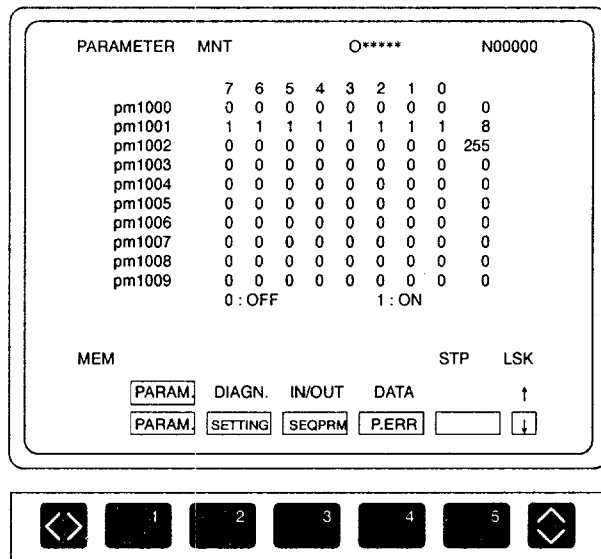 PARAMETER MNT O***** N00000
7 6 5 4 3 2 1 0
pm1000 0 0 0 0 0 0 0 0 0
pm1001 1 1 1 1 1 1 1 1 8
pm1002 0 0 0 0 0 0 0 0 255
pm1003 0 0 0 0 0 0 0 0 0
pm1004 0 0 0 0 0 0 0 0 0
pm1005 0 0 0 0 0 0 0 0 0
pm1006 0 0 0 0 0 0 0 0 0
pm1007 0 0 0 0 0 0 0 0 0
pm1008 0 0 0 0 0 0 0 0 0
pm1009 0 0 0 0 0 0 0 0 0
0 : OFF 1 : ON
MEM STP LSK
PARAM. DIAGN. IN/OUT DATA ↑
PARAM. SETTING SEQPRM P.ERR ↓
1 2 3 4 5